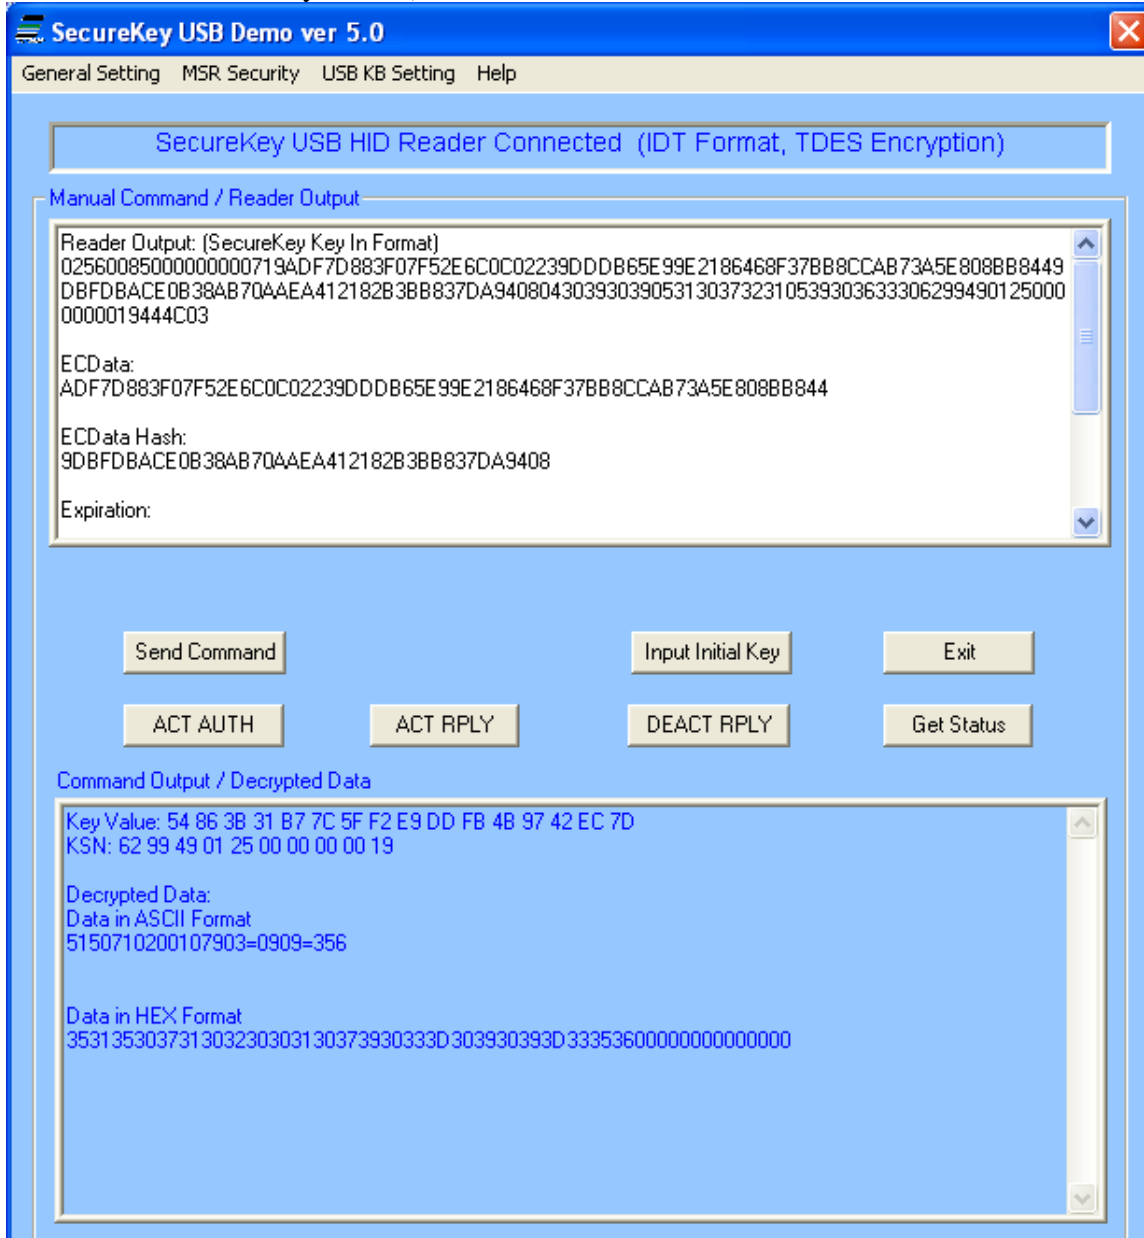 SecureKey USB Demo ver 5.0
General Setting MSR Security USB KB Setting Help
SecureKey USB HID Reader Connected (IDT Format, TDES Encryption)
Manual Command / Reader Output
Reader Output: (SecureKey Key In Format)
02560085000000000719ADF7D883F07F52E6C0C02239DDDB65E99E2186468F37BB8CCAB73A5E808BB8449
DBFDBACE0B38AB70AAEA412182B3BB837DA9408043039303905313037323105393036333062994901250000
0000019444C03
ECData:
ADF7D883F07F52E6C0C02239DDDB65E99E2186468F37BB8CCAB73A5E808BB844
ECData Hash:
9DBFDBACE0B38AB70AAEA412182B3BB837DA9408
Expiration:
Send Command
Input Initial Key
Exit
ACT AUTH
ACT RPLY
DEACT RPLY
Get Status
Command Output / Decrypted Data
Key Value: 54 86 3B 31 B7 7C 5F F2 E9 DD FB 4B 97 42 EC 7D
KSN: 62 99 49 01 25 00 00 00 00 19
Decrypted Data:
Data in ASCII Format
5150710200107903=0909=356
Data in HEX Format
353135303731303230303130373930333D303930393D3335360000000000000000